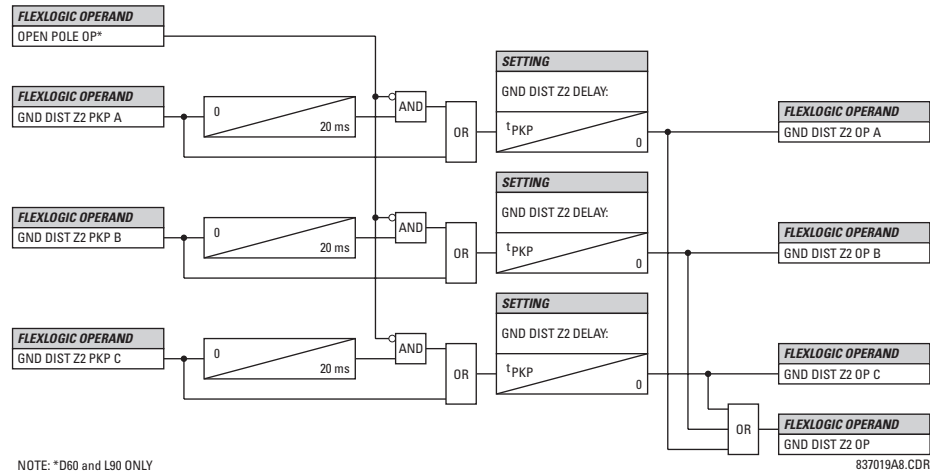 FLEXLOGIC OPERAND
OPEN POLE OP*
FLEXLOGIC OPERAND
GND DIST Z2 PKP A
0
20 ms
AND
OR
SETTING
GND DIST Z2 DELAY:
tPKP
0
FLEXLOGIC OPERAND
GND DIST Z2 OP A
FLEXLOGIC OPERAND
GND DIST Z2 PKP B
0
20 ms
AND
OR
SETTING
GND DIST Z2 DELAY:
tPKP
0
FLEXLOGIC OPERAND
GND DIST Z2 OP B
FLEXLOGIC OPERAND
GND DIST Z2 PKP C
0
20 ms
AND
OR
SETTING
GND DIST Z2 DELAY:
tPKP
0
FLEXLOGIC OPERAND
GND DIST Z2 OP C
OR
FLEXLOGIC OPERAND
GND DIST Z2 OP
NOTE: *D60 and L90 ONLY
837019A8.CDR